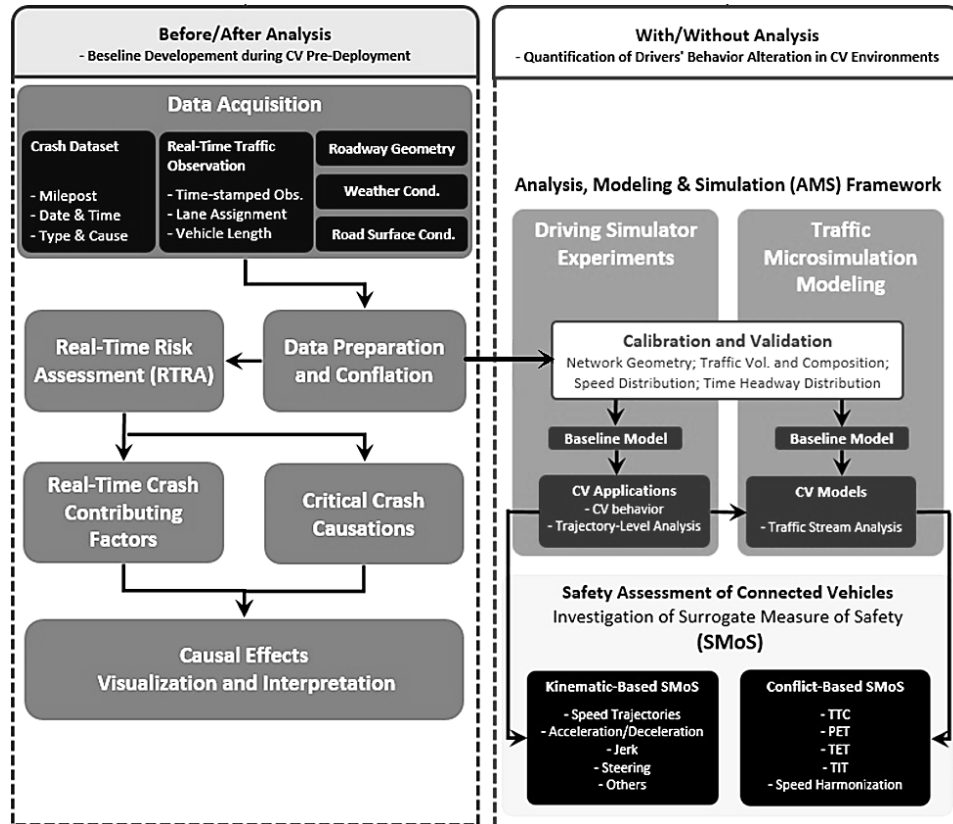 Before/After Analysis
- Beseline Developement during CV Pre-Deployment
Data Acquisition
Crash Dataset
- Milepost
- Date & Time
- Type & Cause
Real-Time Traffic
Observation
- Time-stamped Obs.
- Lane Assignment
- Vehicle Length
Roadway Geometry
Weather Cond.
Road Surface Cond.
Real-Time Risk
Assessment (RTRA)
Data Preparation
and Conflation
Real-Time Crash
Contributing
Factors
Critical Crash
Causations
Causal Effects
Visualization and Interpretation
With/Without Analysis
- Quantification of Drivers' Behavior Alteration in CV Environments
Analysis, Modeling & Simulation (AMS) Framework
Driving Simulator
Experiments
Traffic
Microsimulation
Modeling
Calibration and Validation
Network Geometry; Traffic Vol. and Composition;
Speed Distribution; Time Headway Distribution
Baseline Model
Baseline Model
CV Applications
- CV behavior
- Trajectory-Level Analysis
CV Models
- Traffic Stream Analysis
Safety Assessment of Connected Vehicles
Investigation of Surrogate Measure of Safety
(SMoS)
Kinematic-Based SMoS
- Speed Trajectories
- Acceleration/Deceleration
- Jerk
- Steering
- Others
Conflict-Based SMoS
- TTC
- PET
- TET
- TIT
- Speed Harmonization